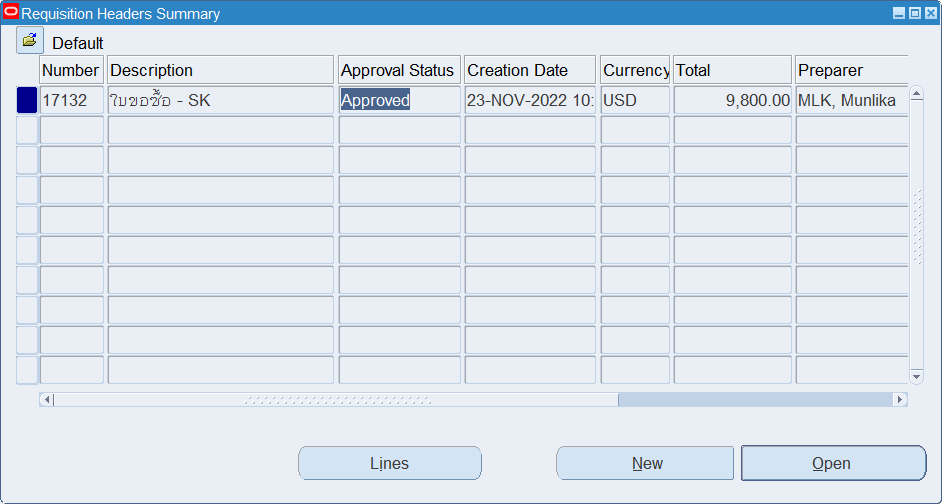 Requisition Headers Summary
Default
Number Description Approval Status Creation Date Currency Total Preparer
17132 ใบขอซื้อ - SK Approved 23-NOV-2022 10: USD 9,800.00 MLK, Munlika
Lines New Open